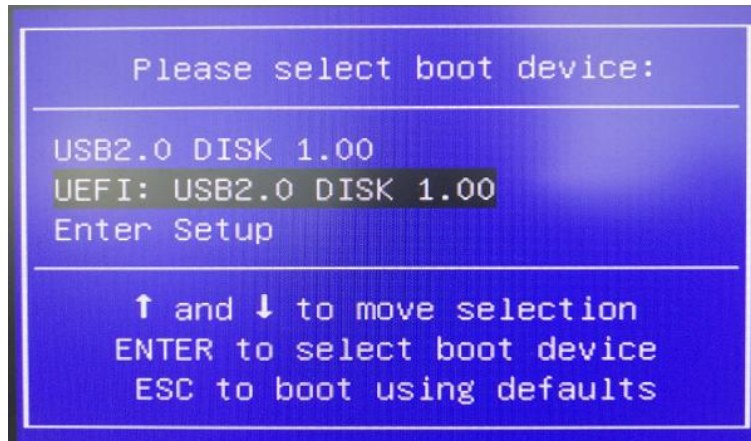 Please select boot device:
USB2.0 DISK 1.00
UEFI: USB2.0 DISK 1.00
Enter Setup
↑ and ↓ to move selection
ENTER to select boot device
ESC to boot using defaults